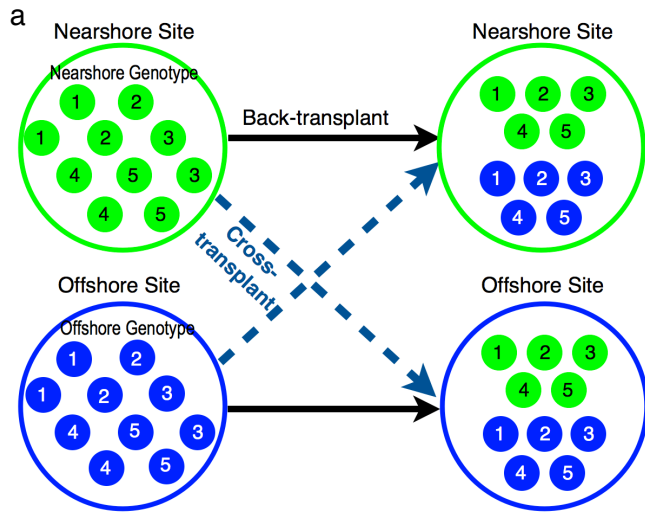 a
Nearshore Site
Nearshore Genotype
1 2
1 2 3
4 5 3
4 5
Back-transplant
Cross-
transplant
Nearshore Site
1 2 3
4 5
1 2 3
4 5
Offshore Site
Offshore Genotype
1 2
1 2 3
4 5 3
4 5
Offshore Site
1 2 3
4 5
1 2 3
4 5